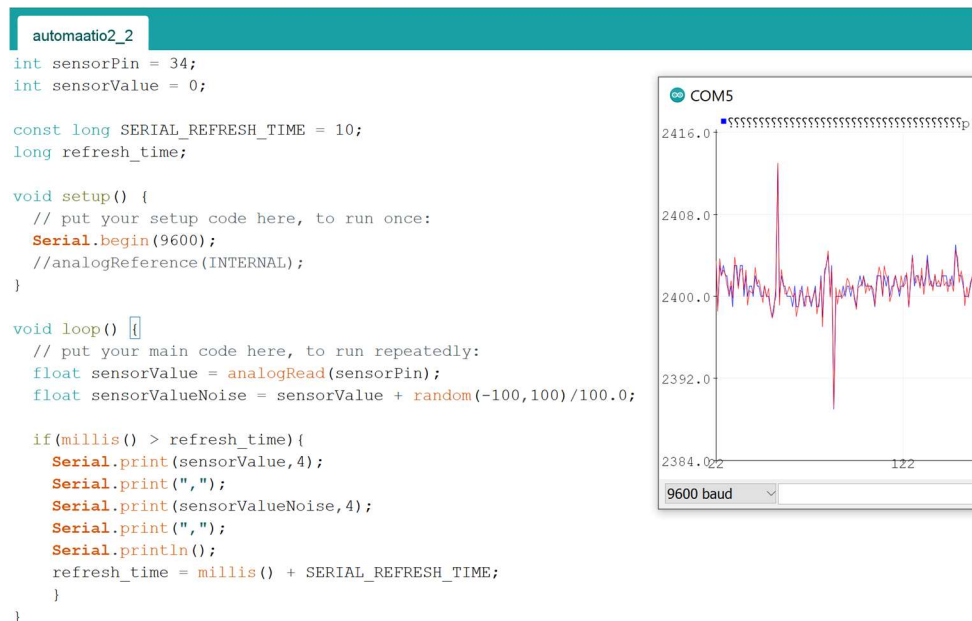 automaatio2_2
int sensorPin = 34;
int sensorValue = 0;
const long SERIAL_REFRESH_TIME = 10;
long refresh_time;
void setup() {
// put your setup code here, to run once:
Serial.begin(9600);
//analogReference(INTERNAL);
}
void loop() {
// put your main code here, to run repeatedly:
float sensorValue = analogRead(sensorPin);
float sensorValueNoise = sensorValue + random(-100,100)/100.0;
if(millis() > refresh_time){
Serial.print(sensorValue,4);
Serial.print(",");
Serial.print(sensorValueNoise,4);
Serial.print(",");
Serial.println();
refresh_time = millis() + SERIAL_REFRESH_TIME;
}
}
COM5
2416.0
2408.0
2400.0
2392.0
2384.0
22
122
9600 baud